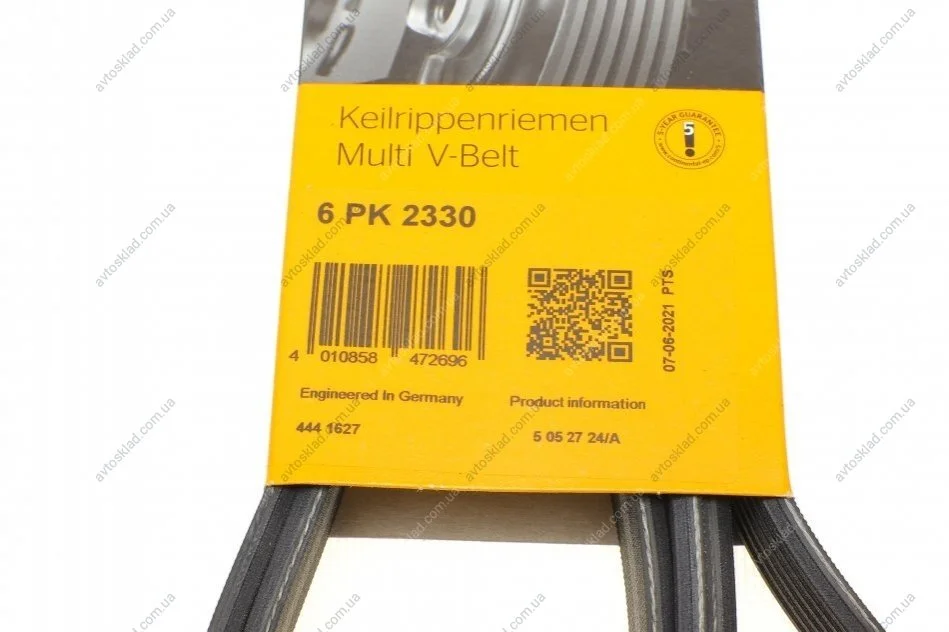 Keilrippenriemen
Multi V-Belt
5-YEAR GUARANTEE
5
6 PK 2330
4 010858 472696
07-06-2021 PTS
Engineered In Germany
Product information
444 1627
5 05 27 24/A
avtosklad.com.ua